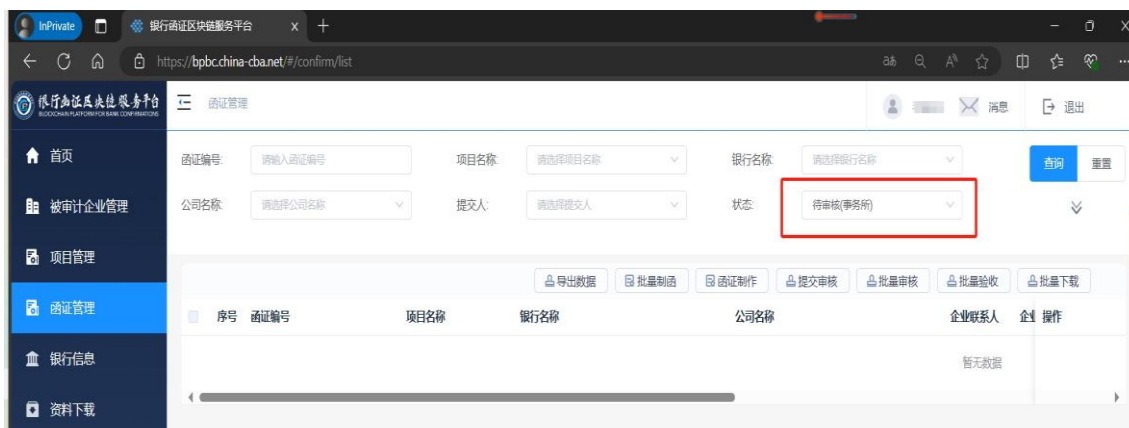 InPrivate 银行函证区块链服务平台
https://bpbc.china-cba.net/#/confirm/list
银行函证区块链服务平台
BLOCKCHAIN PLATFORM FOR BANK CONFIRMATIONS
函证管理 消息 退出
首页
被审计企业管理
项目管理
函证管理
银行信息
资料下载
函证编号: 请输入函证编号 项目名称: 请选择项目名称 银行名称: 请选择银行名称 查询 重置
公司名称: 请选择公司名称 提交人: 请选择提交人 状态: 待审核(事务所)
导出数据 批量制函 函证制作 提交审核 批量审核 批量验收 批量下载
序号 函证编号 项目名称 银行名称 公司名称 企业联系人 企业 操作
暂无数据